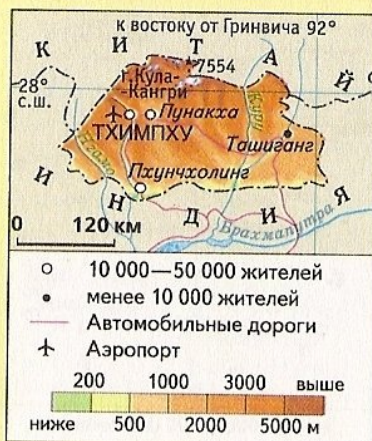 к востоку от Гринвича 92°
К И Т А Й
7554
28°
с.ш.
г. Кула-
-Кангри
Пунакха
ТХИМПХУ
Куру
Ташиганг
Пхунчхолинг
И Н Д И Я
Брахмапутра
0 120 км
10 000—50 000 жителей
менее 10 000 жителей
Автомобильные дороги
Аэропорт
200 1000 3000 выше
ниже 500 2000 5000 м